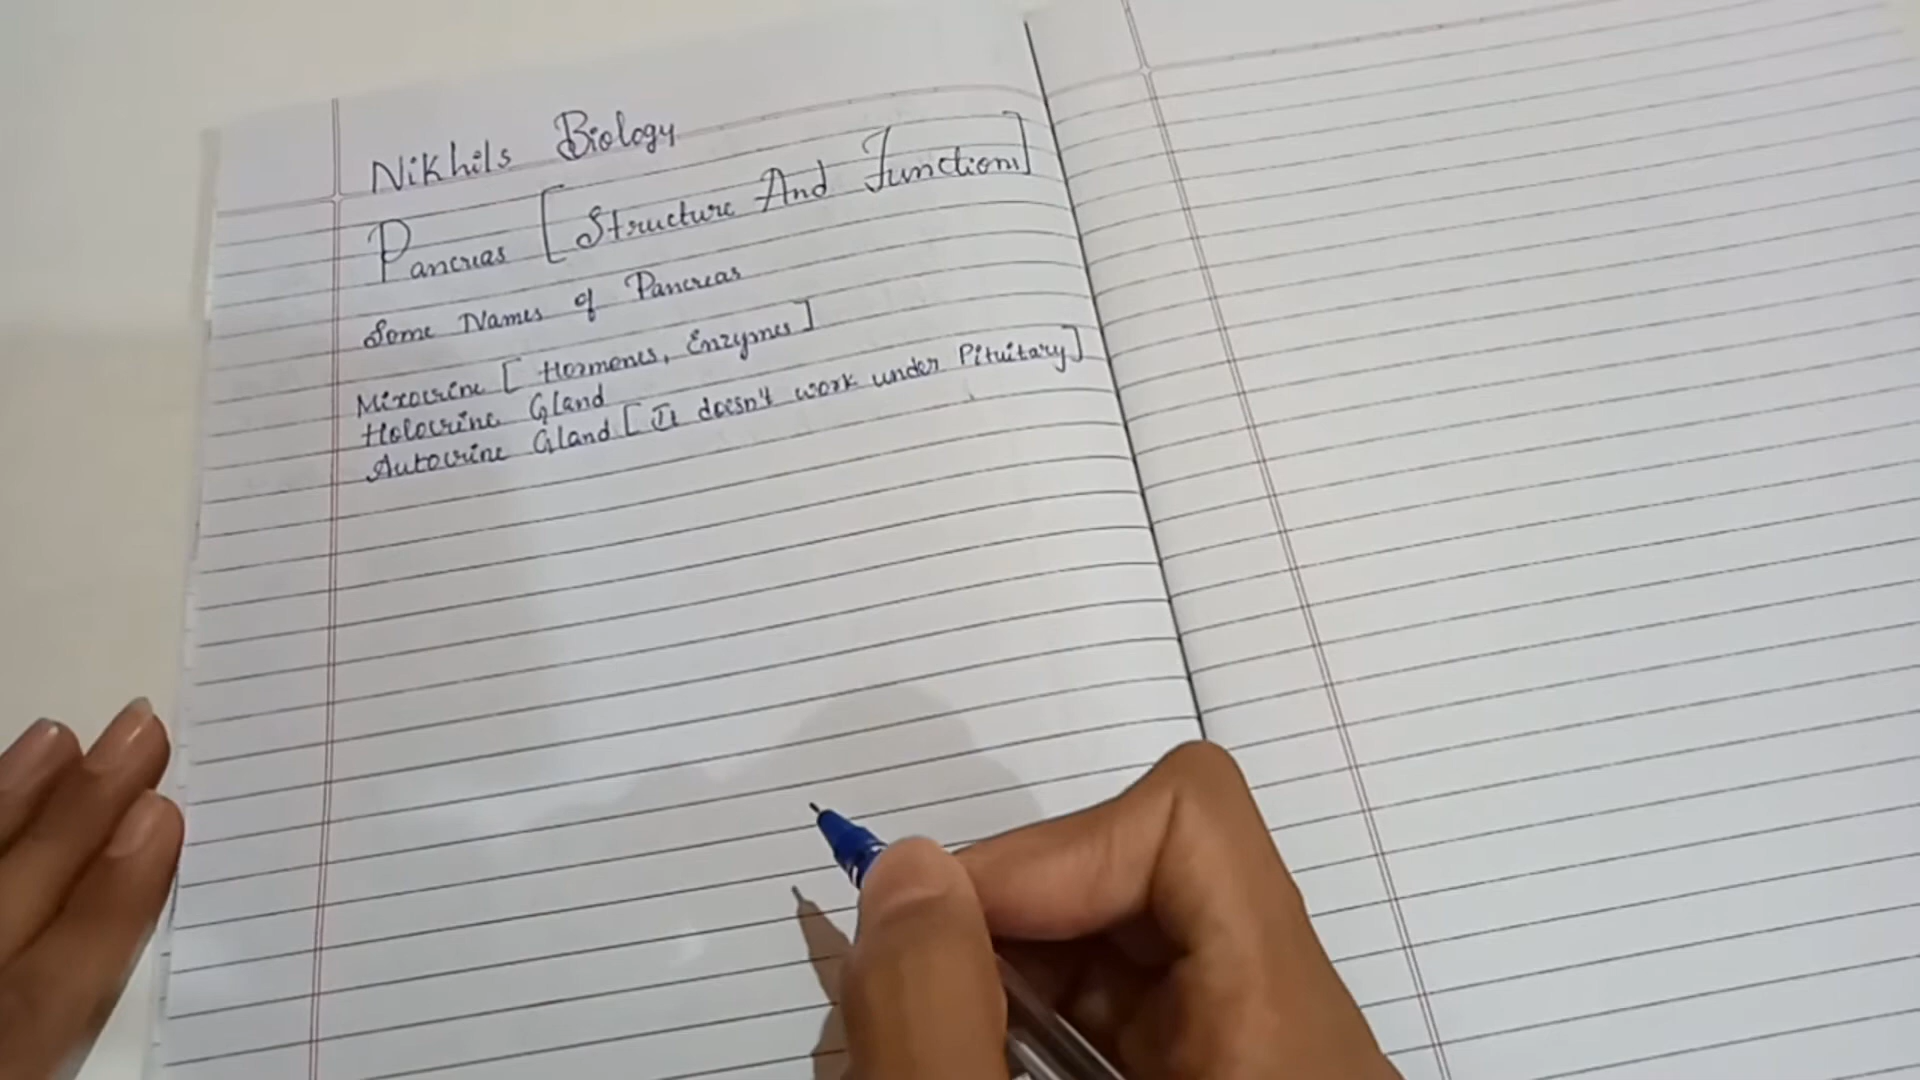 Nikhils Biology
Pancreas [Structure And Function]
Some Names of Pancreas
Mixocrine [Hormones, Enzymes]
Holocrine Gland
Autocrine Gland [It doesn't work under Pituitary]